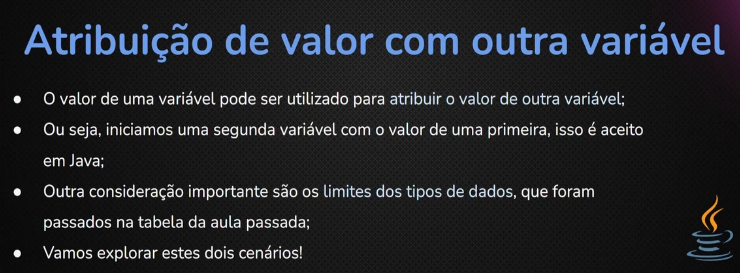 Atribuição de valor com outra variável
● O valor de uma variável pode ser utilizado para atribuir o valor de outra variável;
● Ou seja, iniciamos uma segunda variável com o valor de uma primeira, isso é aceito
em Java;
● Outra consideração importante são os limites dos tipos de dados, que foram
passados na tabela da aula passada;
● Vamos explorar estes dois cenários!